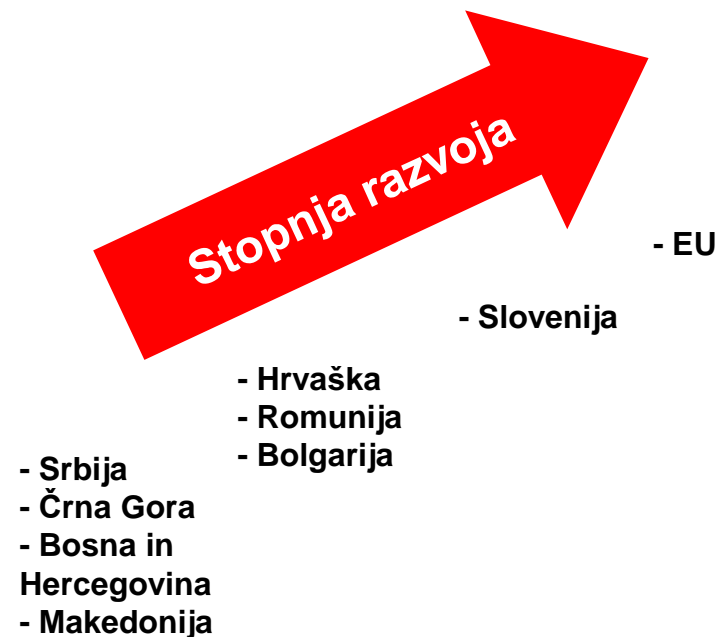 Stopnja razvoja
- EU
- Slovenija
- Hrvaška
- Romunija
- Bolgarija
- Srbija
- Črna Gora
- Bosna in
Hercegovina
- Makedonija